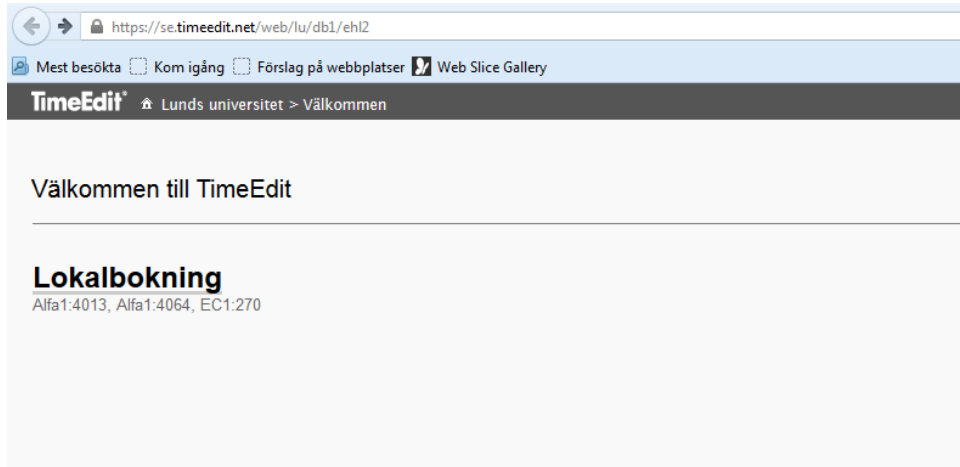 https://se.timeedit.net/web/lu/db1/ehl2
Mest besökta Kom igång Förslag på webbplatser Web Slice Gallery
TimeEdit Lunds universitet > Välkommen
Välkommen till TimeEdit
Lokalbokning
Alfa1:4013, Alfa1:4064, EC1:270